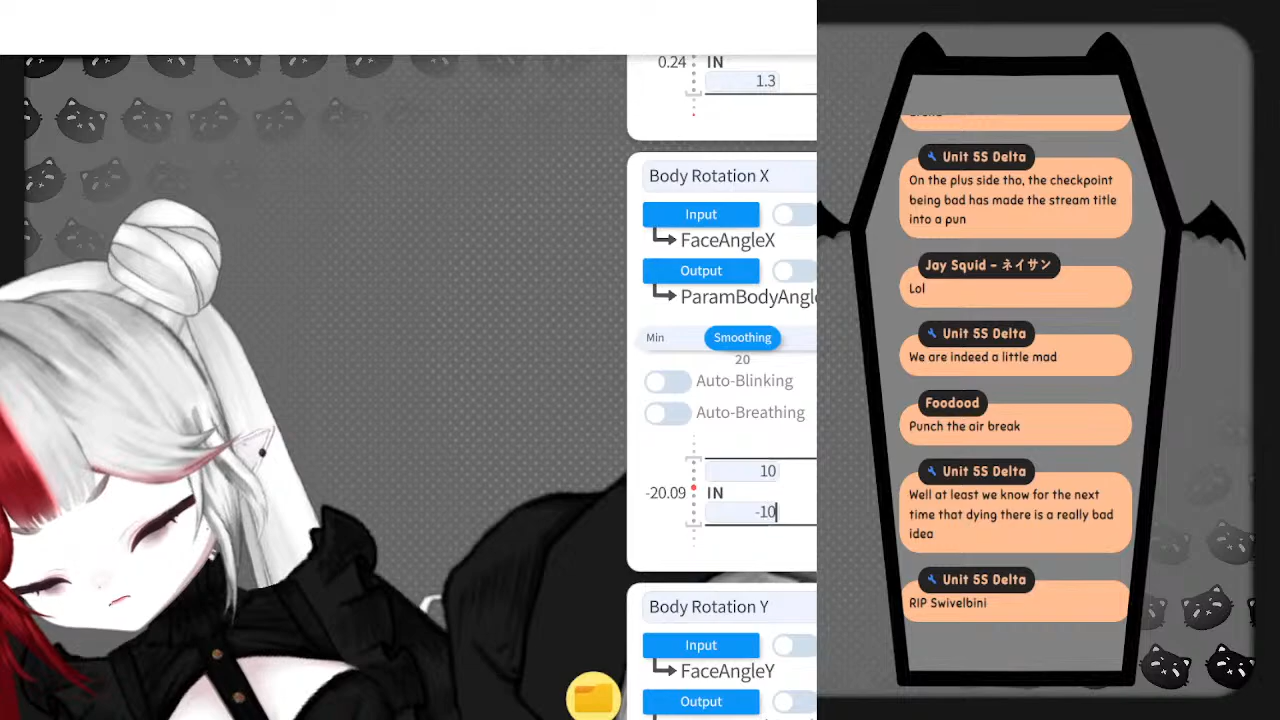 0.24
IN
1.3
Body Rotation X
Input
FaceAngleX
Output
ParamBodyAngle
Min
Smoothing
20
Auto-Blinking
Auto-Breathing
10
-20.09
IN
-10
Body Rotation Y
Input
FaceAngleY
Output
Unit 5S Delta
On the plus side tho, the checkpoint
being bad has made the stream title
into a pun
Jay Squid - ネイサン
Lol
Unit 5S Delta
We are indeed a little mad
Foodood
Punch the air break
Unit 5S Delta
Well at least we know for the next
time that dying there is a really bad
idea
Unit 5S Delta
RIP Swivelbini